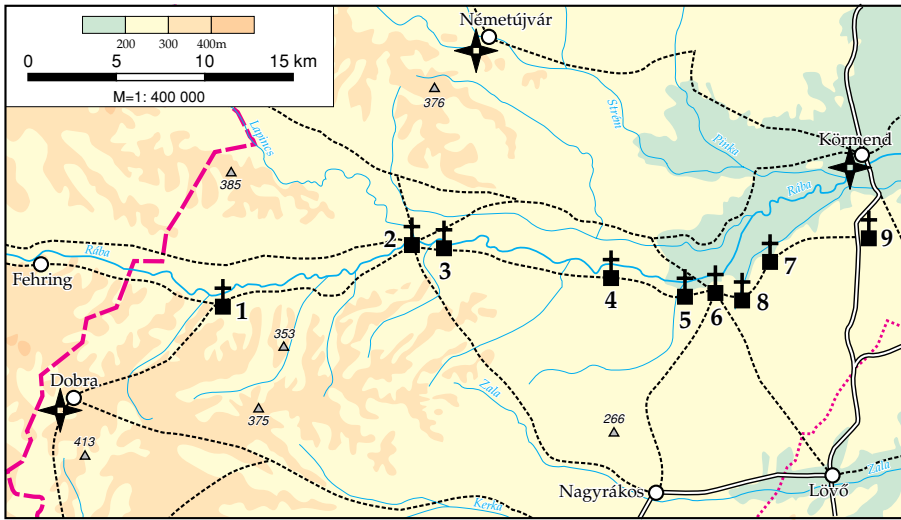 200 300 400m
0 5 10 15 km
M=1: 400 000
Németújvár
376
Strém
Pinka
Körmend
Lapincs
385
Rába
Rába
Fehring
1
2
3
4
5
6
7
8
9
353
Dobra
375
413
Zala
266
Nagyrákos
Kerka
Lövő
Zala